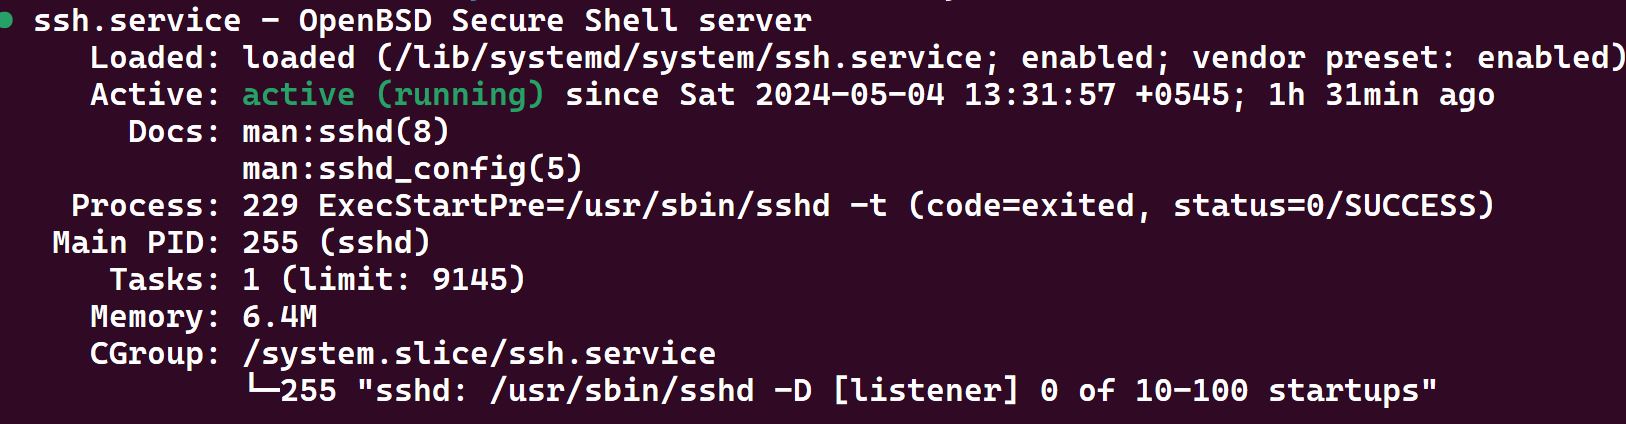 ● ssh.service - OpenBSD Secure Shell server
Loaded: loaded (/lib/systemd/system/ssh.service; enabled; vendor preset: enabled)
Active: active (running) since Sat 2024-05-04 13:31:57 +0545; 1h 31min ago
Docs: man:sshd(8)
man:sshd_config(5)
Process: 229 ExecStartPre=/usr/sbin/sshd -t (code=exited, status=0/SUCCESS)
Main PID: 255 (sshd)
Tasks: 1 (limit: 9145)
Memory: 6.4M
CGroup: /system.slice/ssh.service
└─255 "sshd: /usr/sbin/sshd -D [listener] 0 of 10-100 startups"